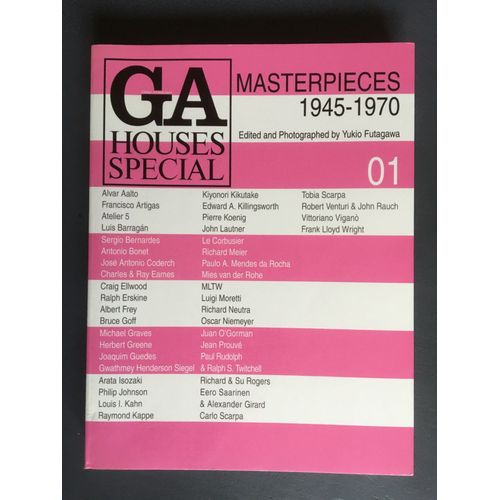 GA
HOUSES
SPECIAL
MASTERPIECES
1945-1970
Edited and Photographed by Yukio Futagawa
01
Alvar Aalto
Francisco Artigas
Atelier 5
Luis Barragán
Sergio Bernardes
Antonio Bonet
José Antonio Coderch
Charles & Ray Eames
Craig Ellwood
Ralph Erskine
Albert Frey
Bruce Goff
Michael Graves
Herbert Greene
Joaquim Guedes
Gwathmey Henderson Siegel
Arata Isozaki
Philip Johnson
Louis I. Kahn
Raymond Kappe
Kiyonori Kikutake
Edward A. Killingsworth
Pierre Koenig
John Lautner
Le Corbusier
Richard Meier
Paulo A. Mendes da Rocha
Mies van der Rohe
MLTW
Luigi Moretti
Richard Neutra
Oscar Niemeyer
Juan O'Gorman
Jean Prouvé
Paul Rudolph
& Ralph S. Twitchell
Richard & Su Rogers
Eero Saarinen
& Alexander Girard
Carlo Scarpa
Tobia Scarpa
Robert Venturi & John Rauch
Vittoriano Viganò
Frank Lloyd Wright